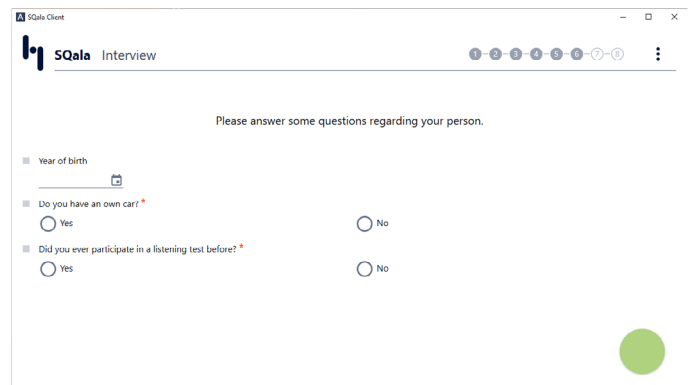 SQala Client
SQala Interview
1 2 3 4 5 6 7 8
Please answer some questions regarding your person.
Year of birth
Do you have an own car? *
Yes No
Did you ever participate in a listening test before? *
Yes No